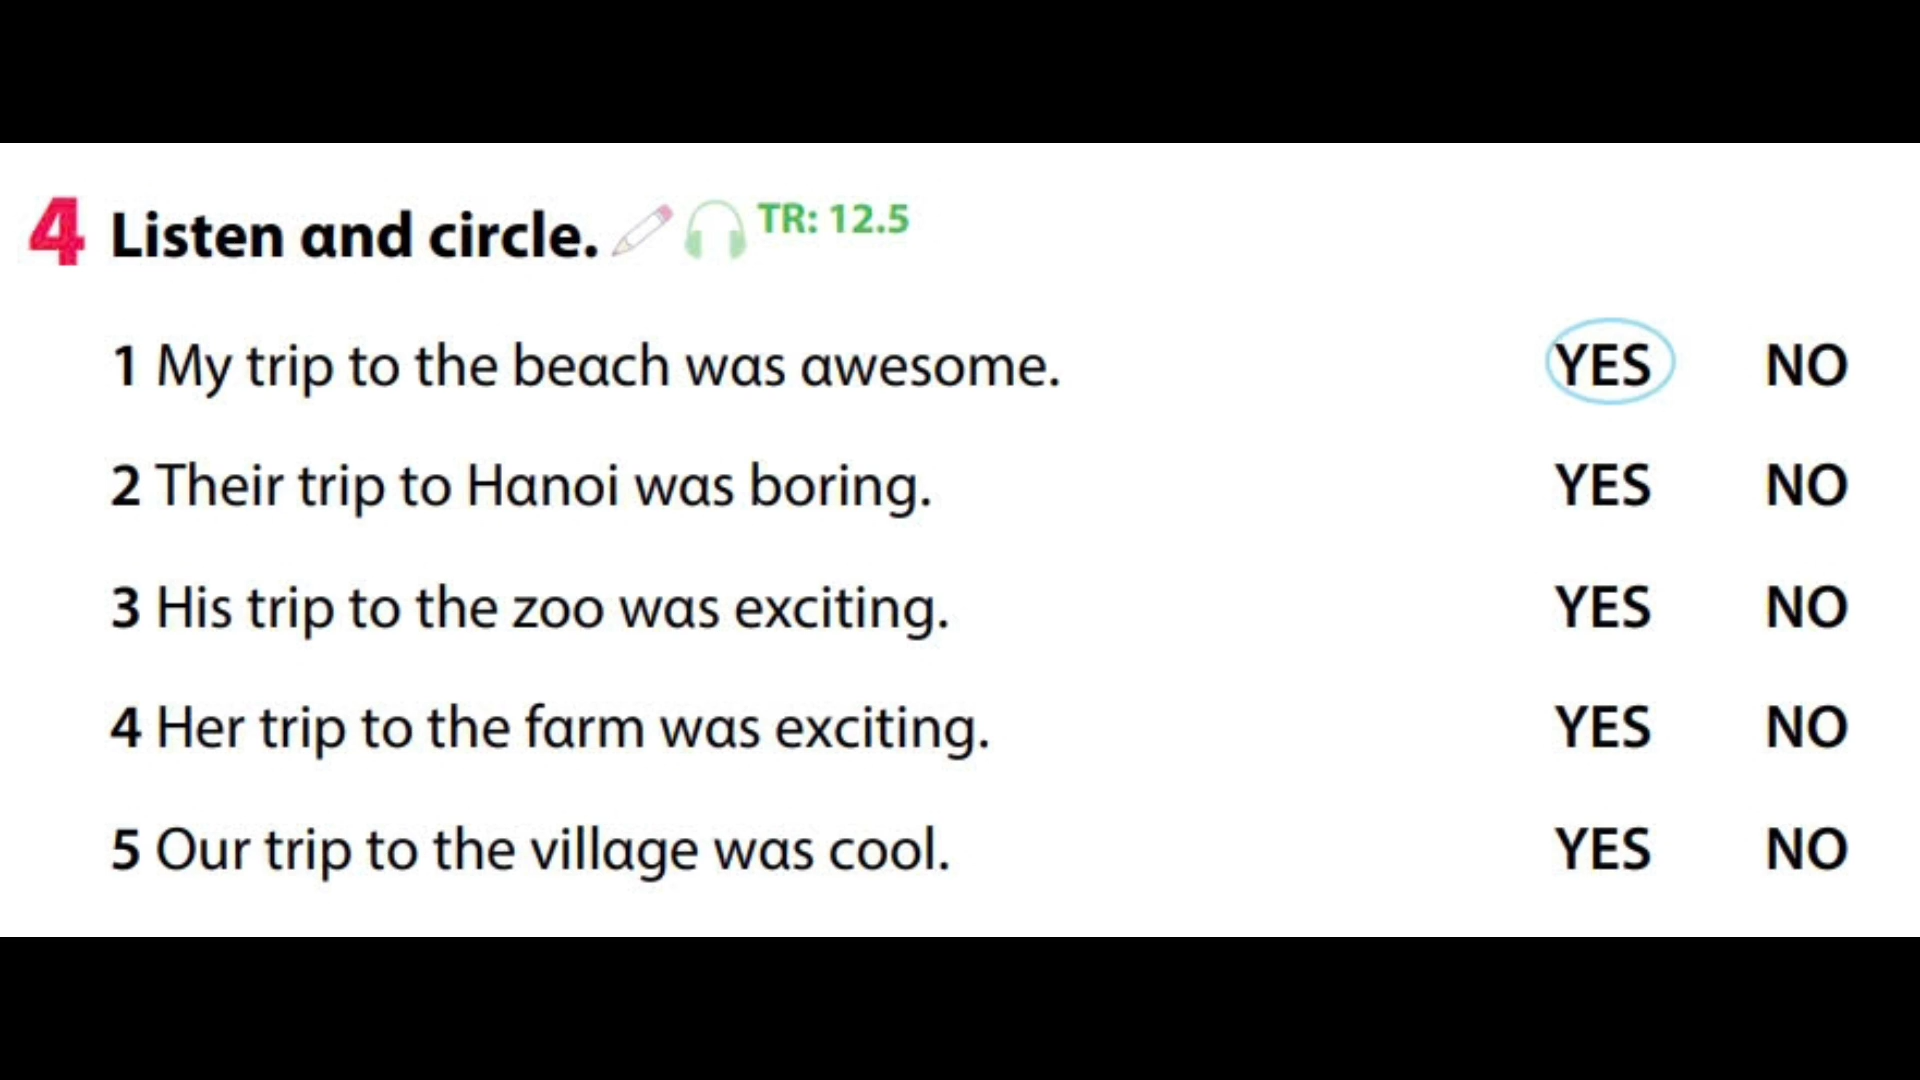 4 Listen and circle. TR: 12.5
1 My trip to the beach was awesome. YES NO
2 Their trip to Hanoi was boring. YES NO
3 His trip to the zoo was exciting. YES NO
4 Her trip to the farm was exciting. YES NO
5 Our trip to the village was cool. YES NO